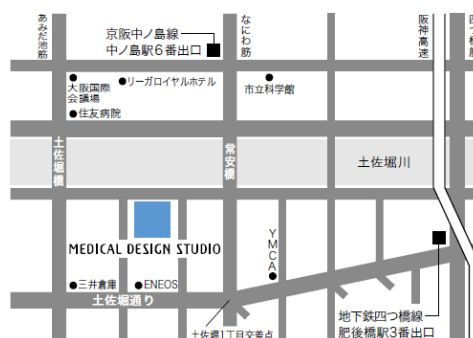 あみだ池筋
京阪中ノ島線
中ノ島駅6番出口
なにわ筋
阪神高速
四つ橋筋
大阪国際
会議場
リーガロイヤルホテル
市立科学館
住友病院
土佐堀橋
常安橋
土佐堀川
MEDICAL DESIGN STUDIO
YMCA
三井倉庫
ENEOS
土佐堀通り
土佐堀1丁目交差点
地下鉄四つ橋線
肥後橋駅3番出口